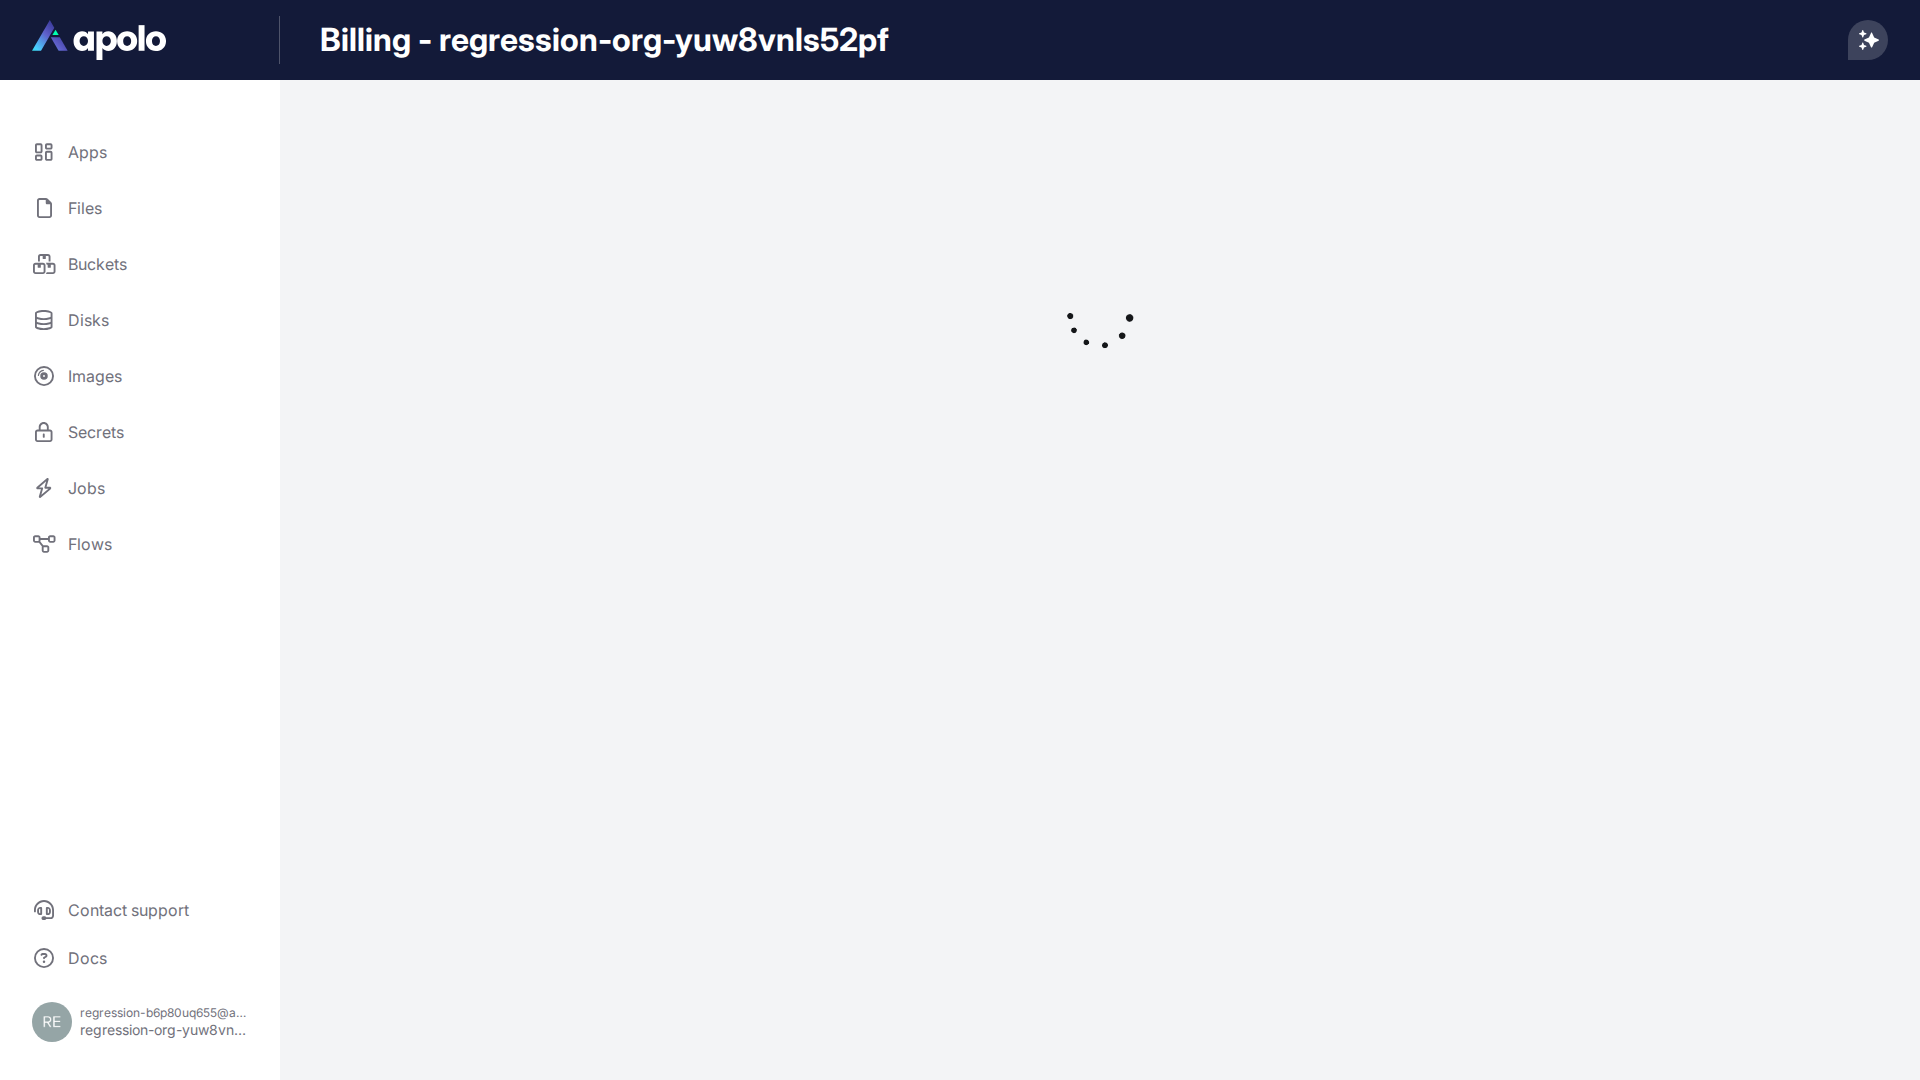 apolo
Billing - regression-org-yuw8vnls52pf
Apps
Files
Buckets
Disks
Images
Secrets
Jobs
Flows
Contact support
Docs
RE
regression-b6p80uq655@a...
regression-org-yuw8vn...